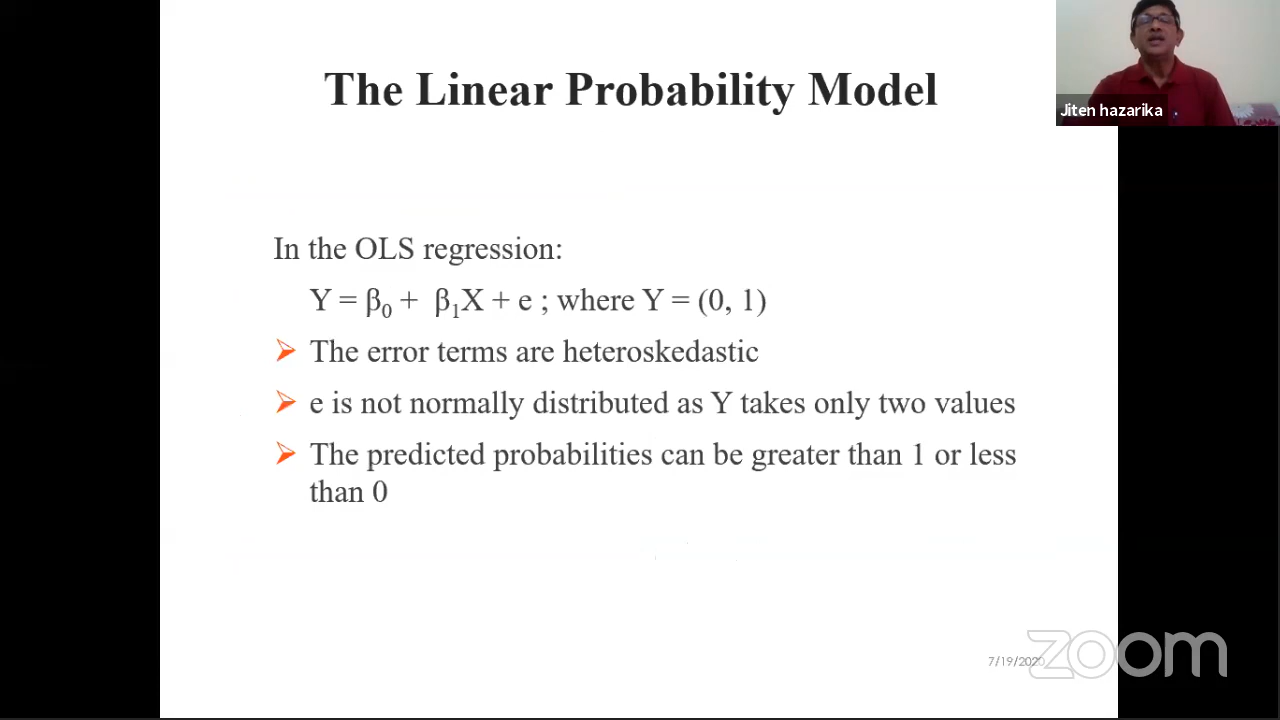 The Linear Probability Model
Jiten hazarika
In the OLS regression:
Y = β₀ + β₁X + e ; where Y = (0, 1)
➢ The error terms are heteroskedastic
➢ e is not normally distributed as Y takes only two values
➢ The predicted probabilities can be greater than 1 or less
than 0
7/19/2020
zoom